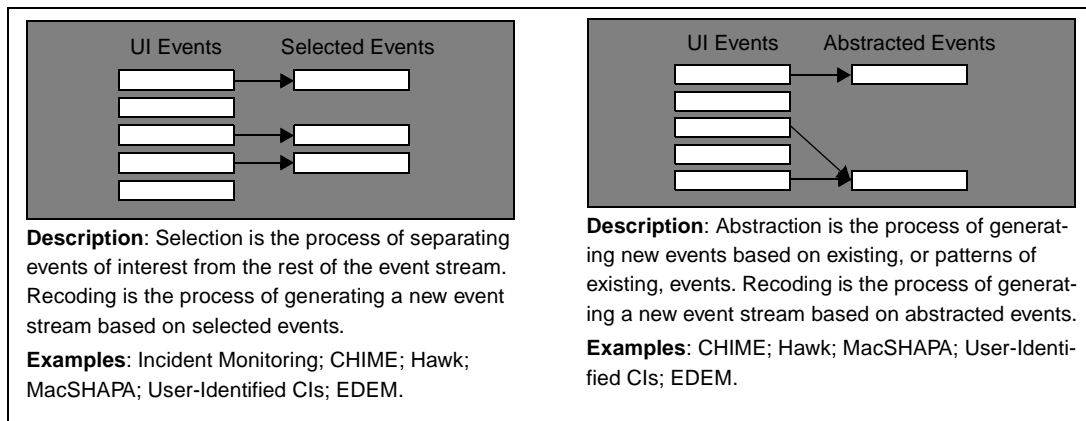 UI Events Selected Events
Description: Selection is the process of separating
events of interest from the rest of the event stream.
Recoding is the process of generating a new event
stream based on selected events.
Examples: Incident Monitoring; CHIME; Hawk;
MacSHAPA; User-Identified CIs; EDEM.
UI Events Abstracted Events
Description: Abstraction is the process of generat-
ing new events based on existing, or patterns of
existing, events. Recoding is the process of generat-
ing a new event stream based on abstracted events.
Examples: CHIME; Hawk; MacSHAPA; User-Identi-
fied CIs; EDEM.